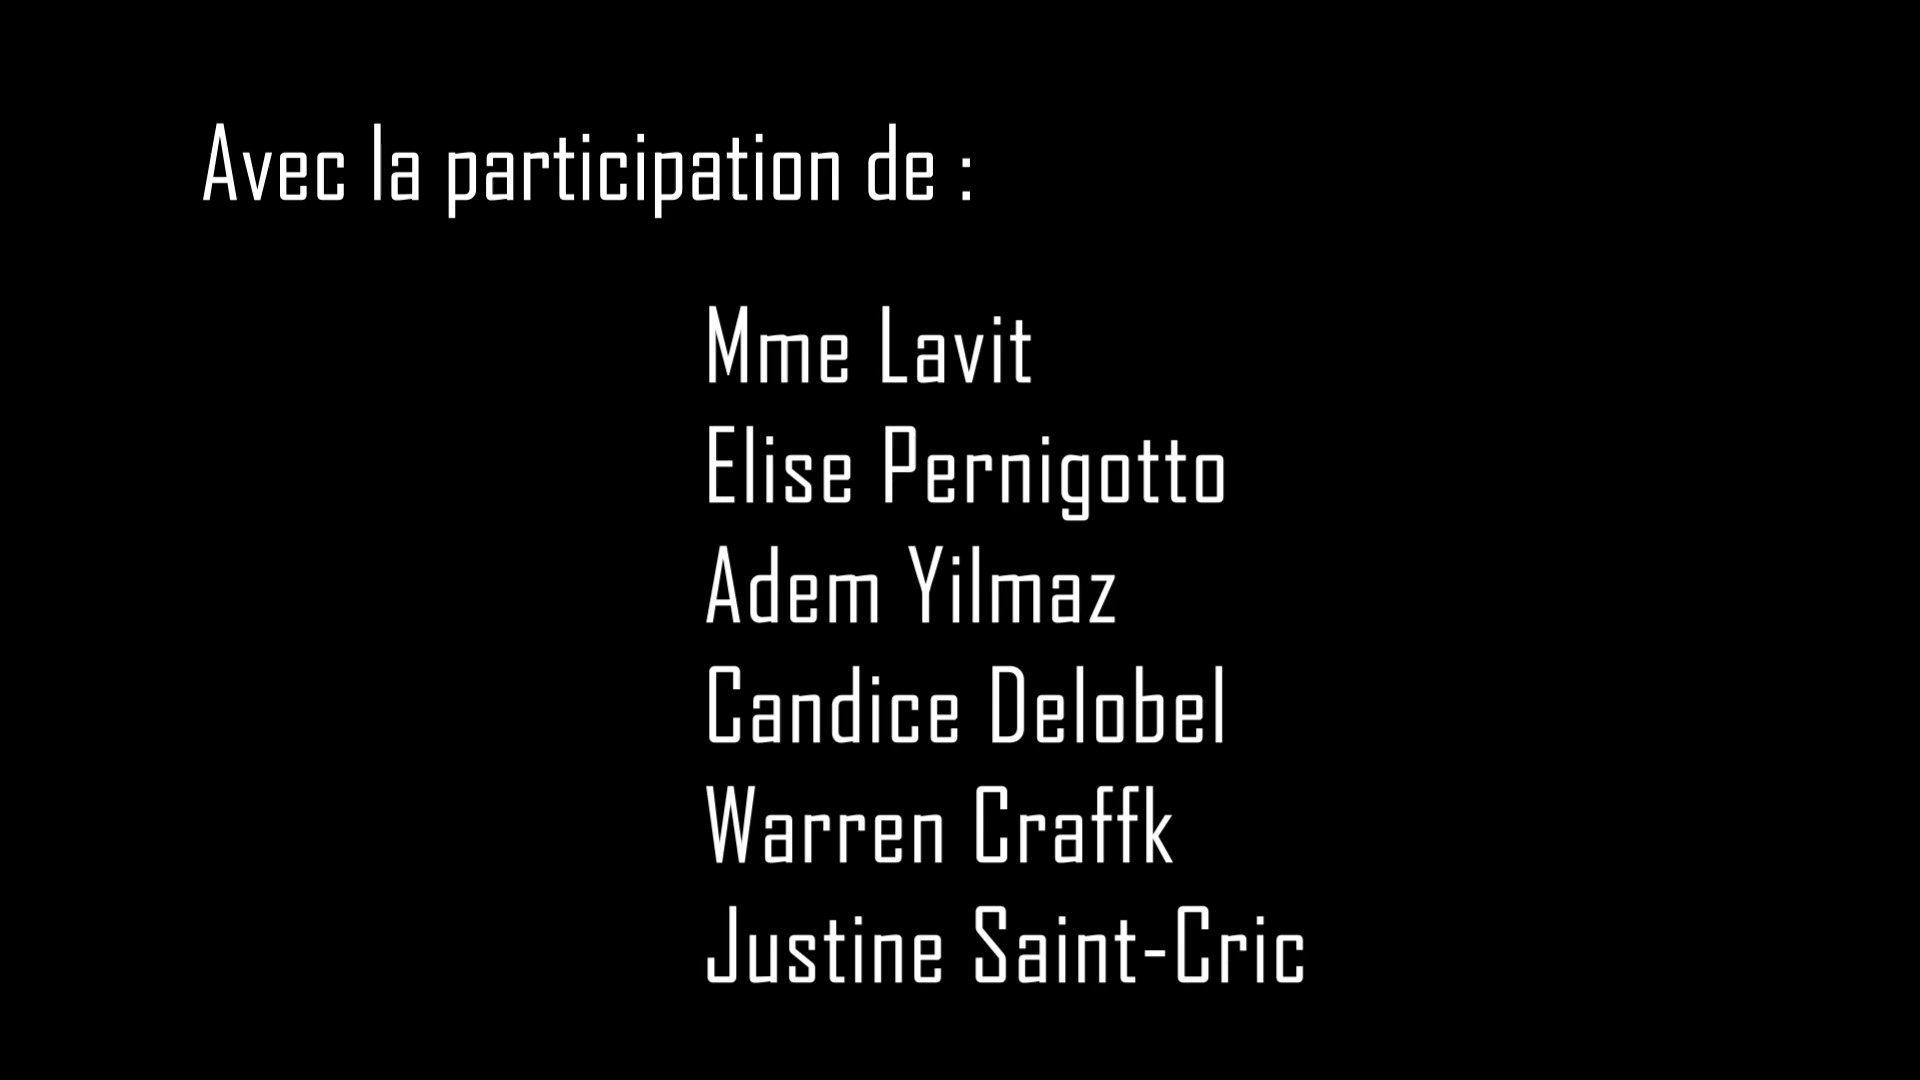 Avec la participation de :
Mme Lavit
Elise Pernigotto
Adem Yilmaz
Candice Delobel
Warren Craffk
Justine Saint-Cric